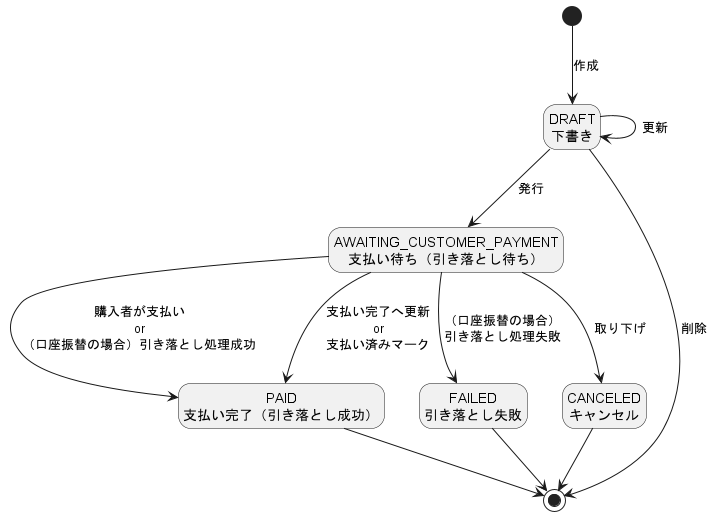 作成
DRAFT
下書き
更新
発行
AWAITING_CUSTOMER_PAYMENT
支払い待ち（引き落とし待ち）
購入者が支払い
or
（口座振替の場合）引き落とし処理成功
支払い完了へ更新
or
支払い済みマーク
（口座振替の場合）
引き落とし処理失敗
取り下げ
削除
PAID
支払い完了（引き落とし成功）
FAILED
引き落とし失敗
CANCELED
キャンセル